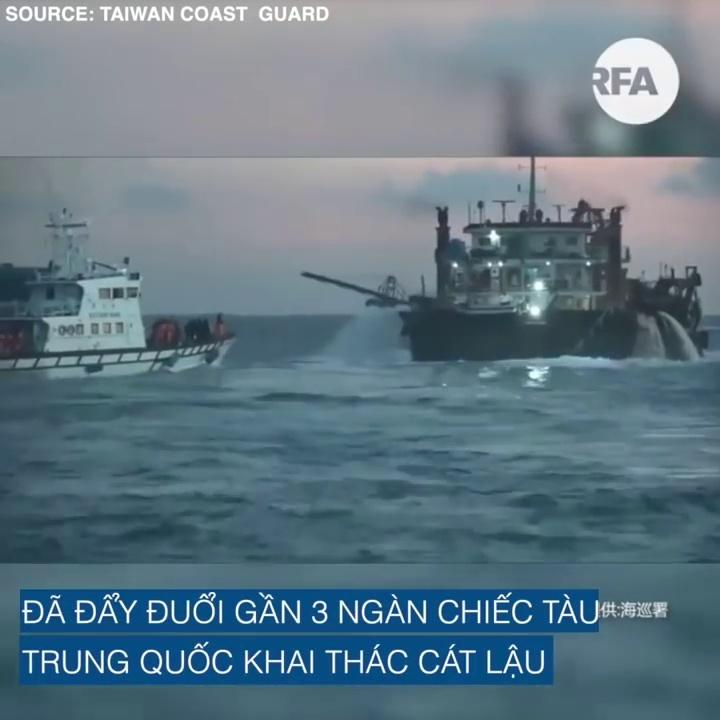 SOURCE: TAIWAN COAST GUARD
RFA
ĐÃ ĐẨY ĐUỔI GẦN 3 NGÀN CHIẾC TÀU
供:海巡署
TRUNG QUỐC KHAI THÁC CÁT LẬU